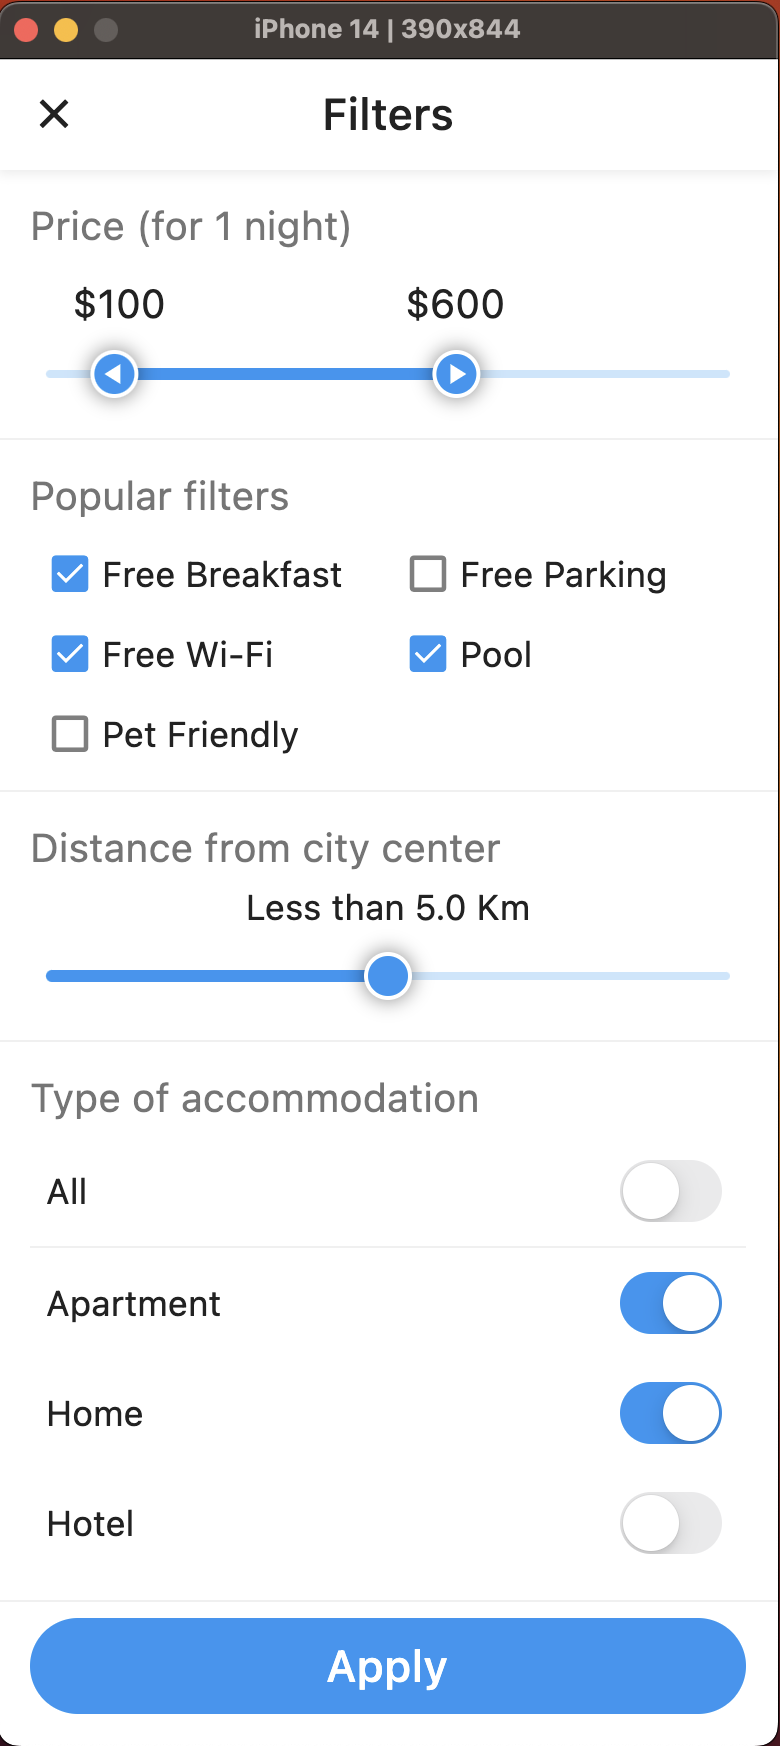 iPhone 14 | 390x844
Filters
Price (for 1 night)
$100 $600
Popular filters
Free Breakfast Free Parking
Free Wi-Fi Pool
Pet Friendly
Distance from city center
Less than 5.0 Km
Type of accommodation
All
Apartment
Home
Hotel
Apply